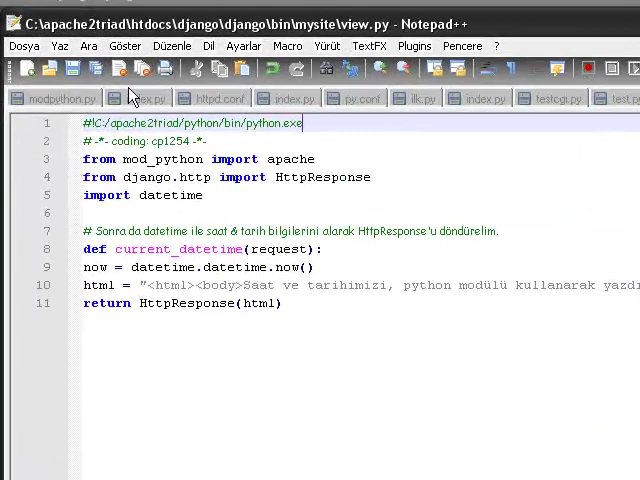 C:\apache2triad\htdocs\django\django\bin\mysite\view.py - Notepad++
Dosya Yaz Ara Göster Düzenle Dil Ayarlar Macro Yürüt TextFX Plugins Pencere ?
modpython.py httpd.conf index.py py.conf ilk.py index.py testcgi.py
1 #!C:/apache2triad/python/bin/python.exe
2 # -*- coding: cp1254 -*-
3 from mod_python import apache
4 from django.http import HttpResponse
5 import datetime
6
7 # Sonra da datetime ile saat & tarih bilgilerini alarak HttpResponse'u döndürelim.
8 def current_datetime(request):
9 now = datetime.datetime.now()
10 html = "<html><body>Saat ve tarihimizi, python modülü kullanarak yazdı
11 return HttpResponse(html)